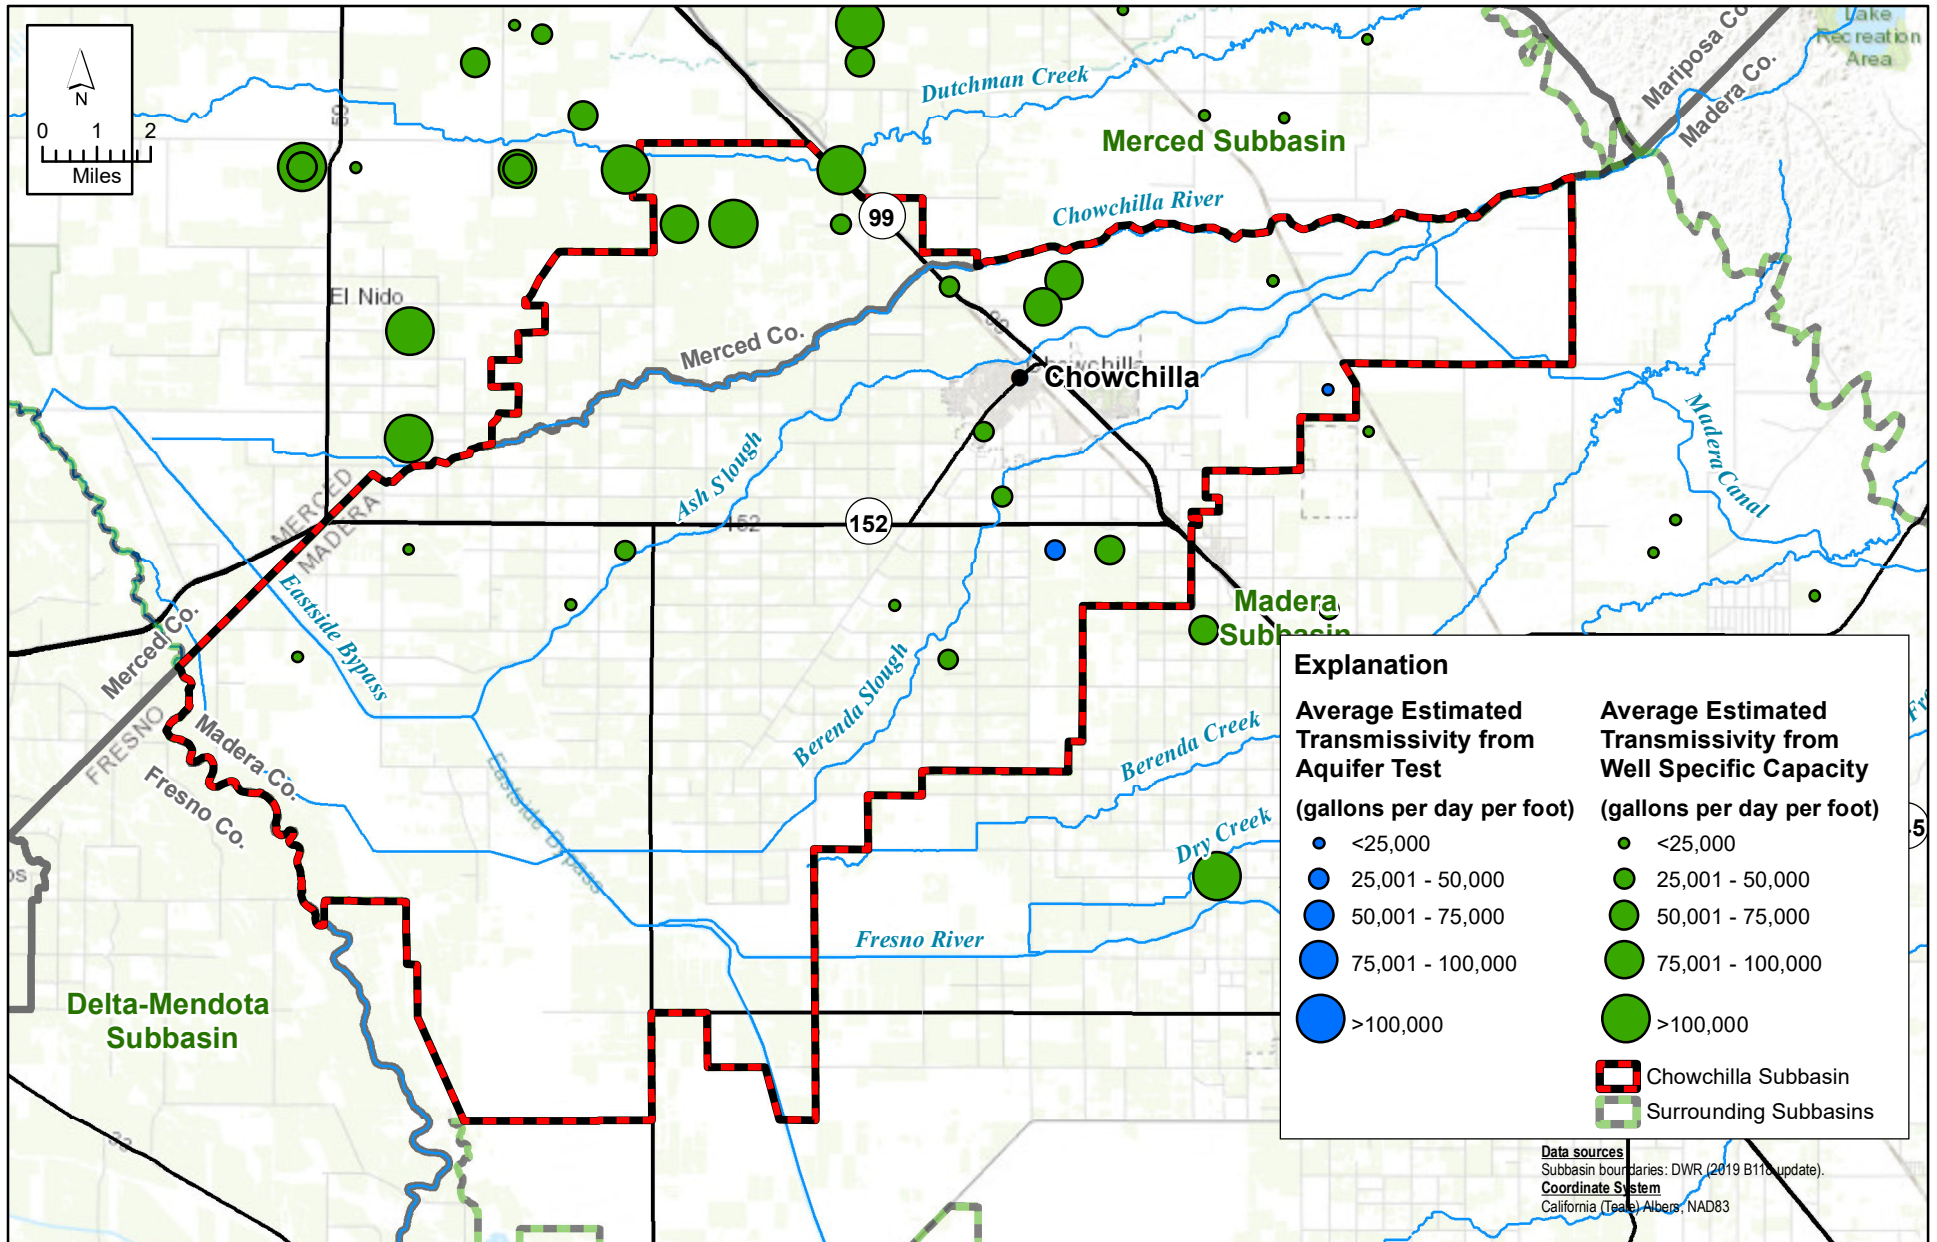 N
0 1 2
Miles
59
Dutchman Creek
Merced Subbasin
Mariposa Co.
Madera Co.
Lake
Recreation
Area
Chowchilla River
99
El Nido
Merced Co.
99
Chowchilla
Chowchilla
Ash Slough
Madera Canal
MERCED
MADERA
152
152
Eastside Bypass
Merced Co.
Madera
Subbasin
FRESNO
Madera Co.
Fresno Co.
Berenda Slough
Eastside Bypass
Berenda Creek
Dry Creek
Fresno River
Delta-Mendota
Subbasin
33
Explanation
Average Estimated
Transmissivity from
Aquifer Test
(gallons per day per foot)
<25,000
25,001 - 50,000
50,001 - 75,000
75,001 - 100,000
>100,000
Average Estimated
Transmissivity from
Well Specific Capacity
(gallons per day per foot)
<25,000
25,001 - 50,000
50,001 - 75,000
75,001 - 100,000
>100,000
Chowchilla Subbasin
Surrounding Subbasins
Data sources
Subbasin boundaries: DWR (2019 B118 update).
Coordinate System
California (Teale) Albers, NAD83